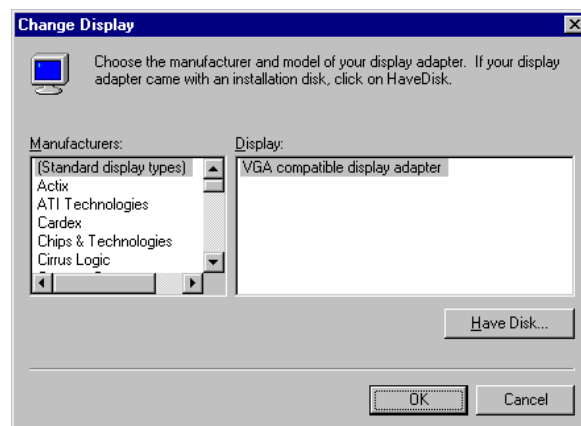 Change Display
Choose the manufacturer and model of your display adapter. If your display
adapter came with an installation disk, click on HaveDisk.
Manufacturers:
(Standard display types)
Actix
ATI Technologies
Cardex
Chips & Technologies
Cirrus Logic
Display:
VGA compatible display adapter
Have Disk...
OK
Cancel